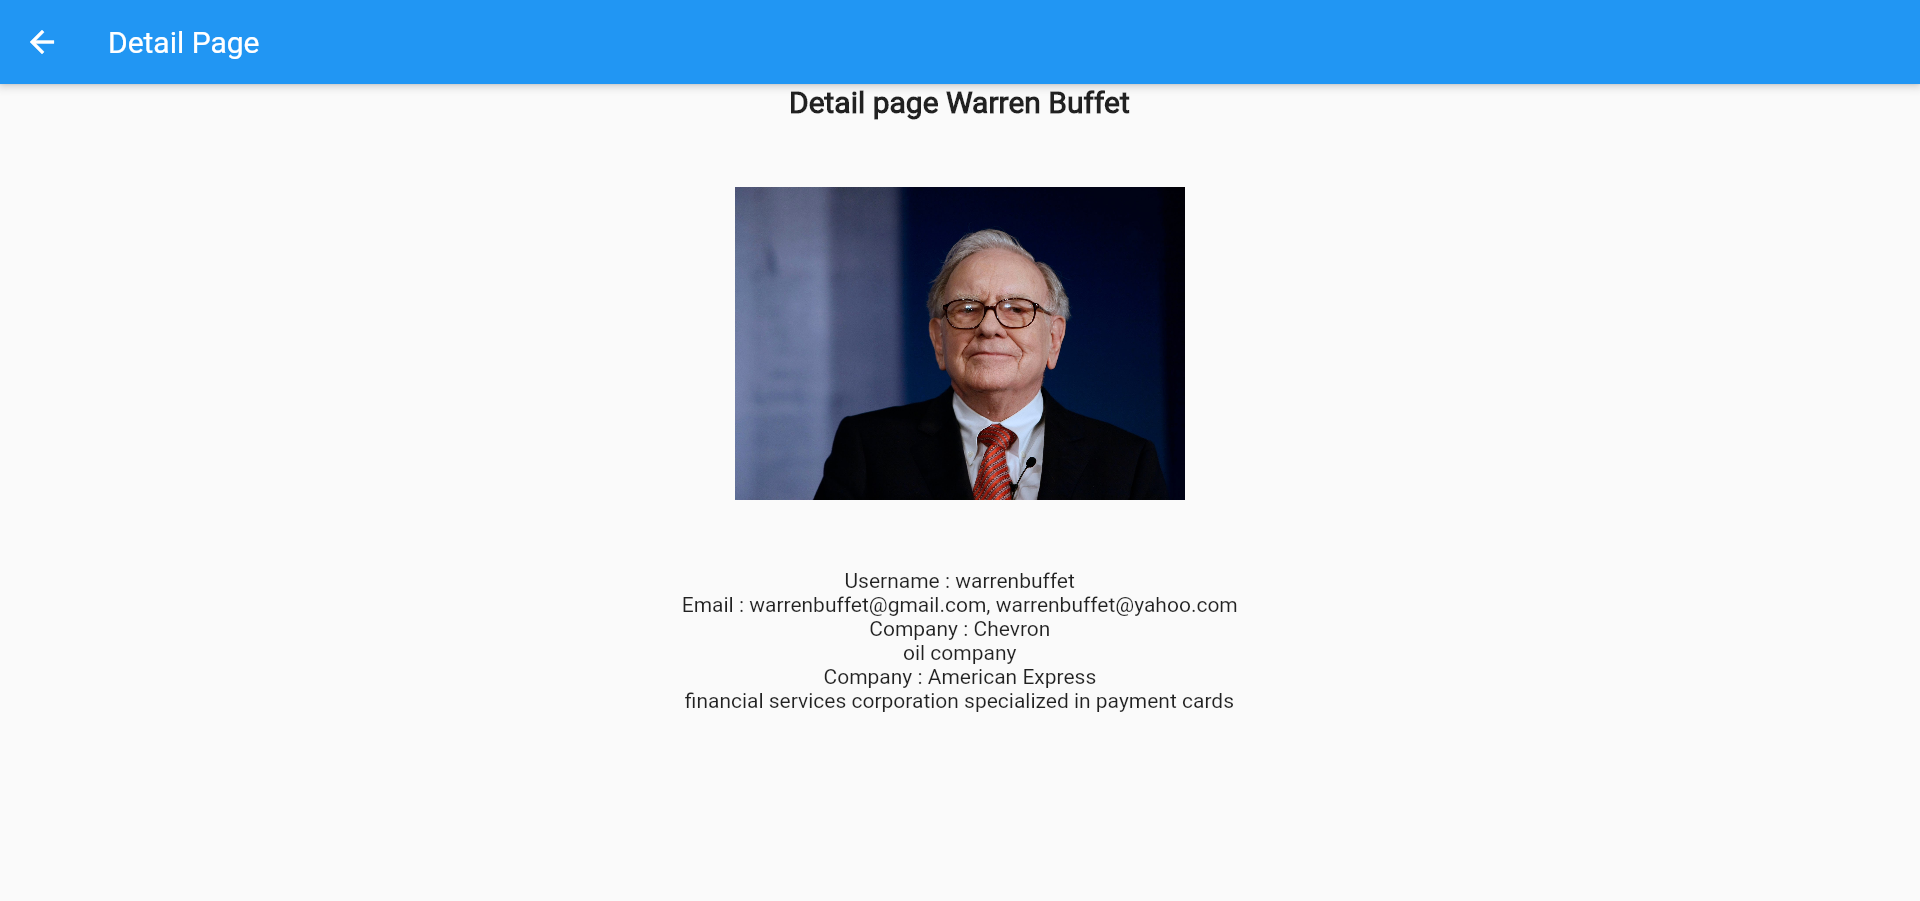 Detail Page
Detail page Warren Buffet
Username : warrenbuffet
Email : warrenbuffet@gmail.com, warrenbuffet@yahoo.com
Company : Chevron
oil company
Company : American Express
financial services corporation specialized in payment cards